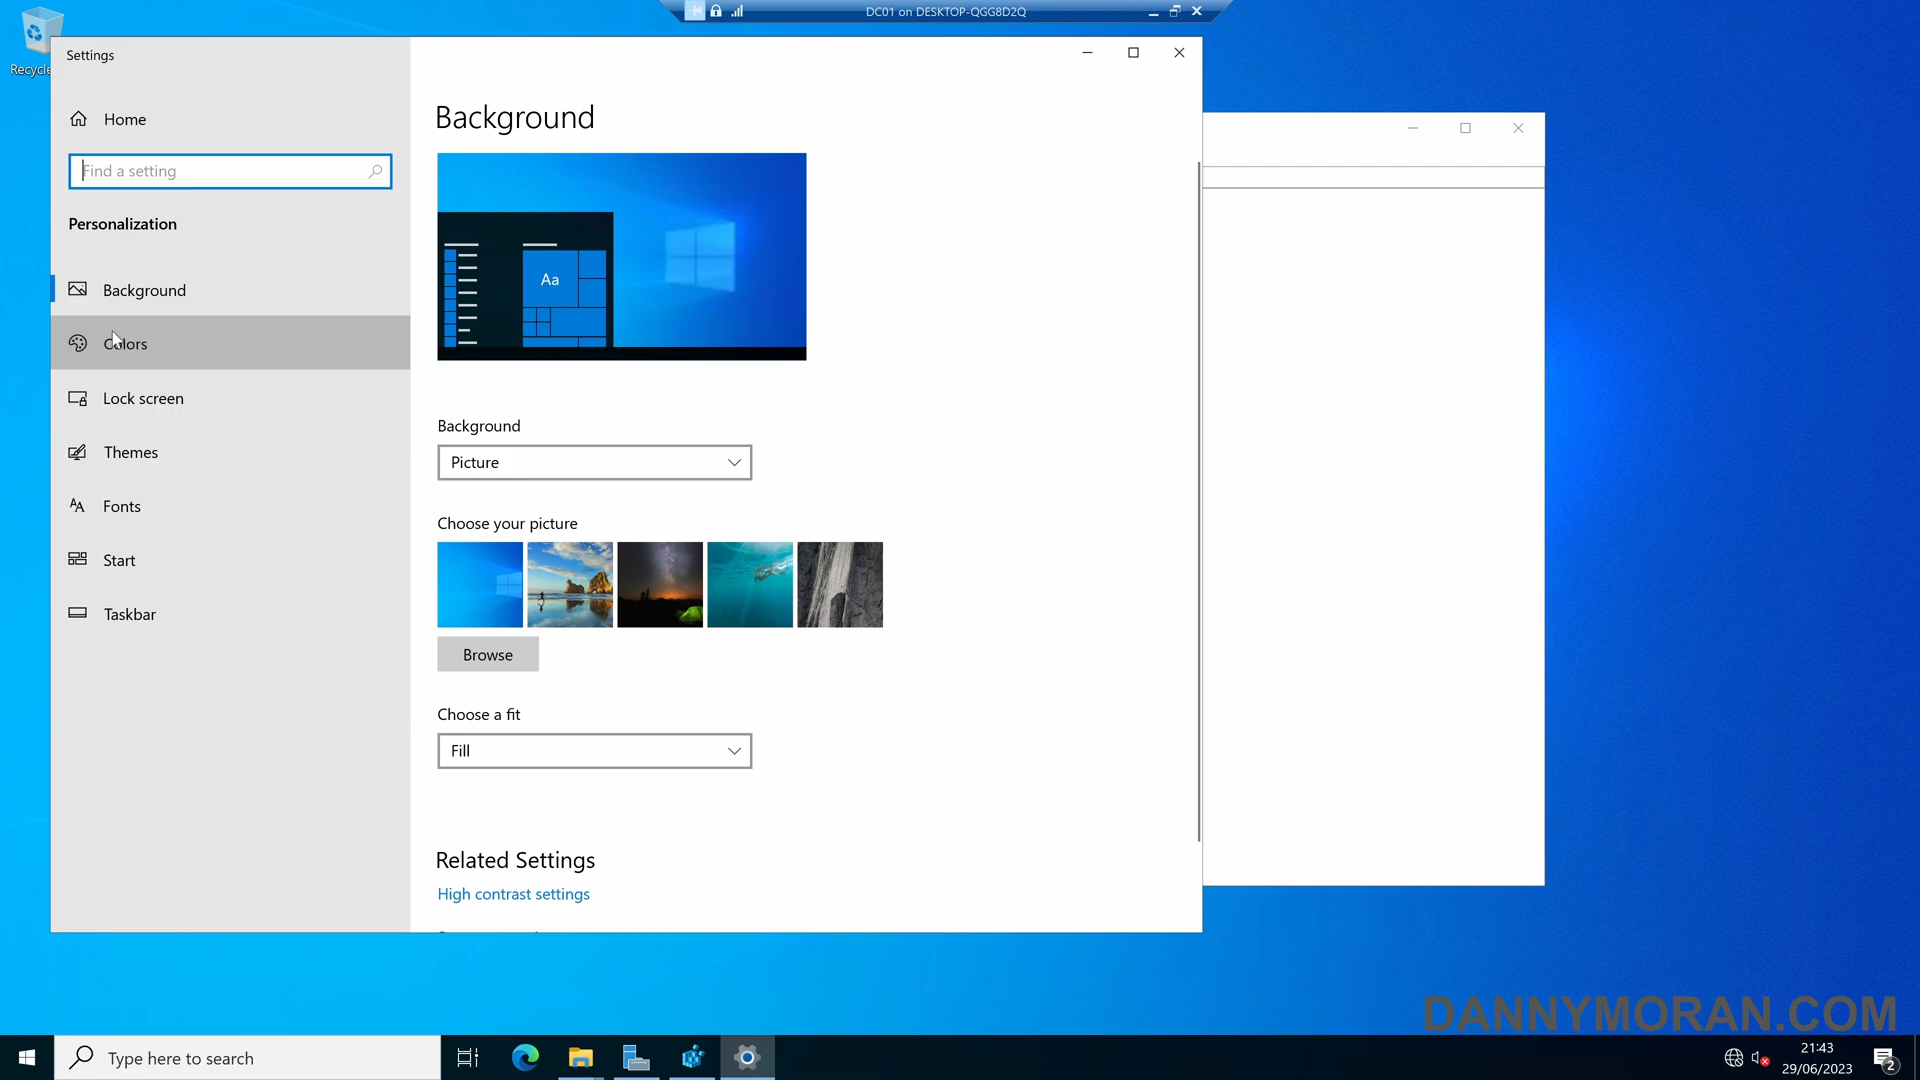 DC01 on DESKTOP-QGG8D2Q
Recycle
Settings
Home
Find a setting
Personalization
Background
Colors
Lock screen
Themes
Fonts
Start
Taskbar
Background
Aa
Background
Picture
Choose your picture
Browse
Choose a fit
Fill
Related Settings
High contrast settings
DANNYMORAN.COM
Type here to search
21:43
29/06/2023
2